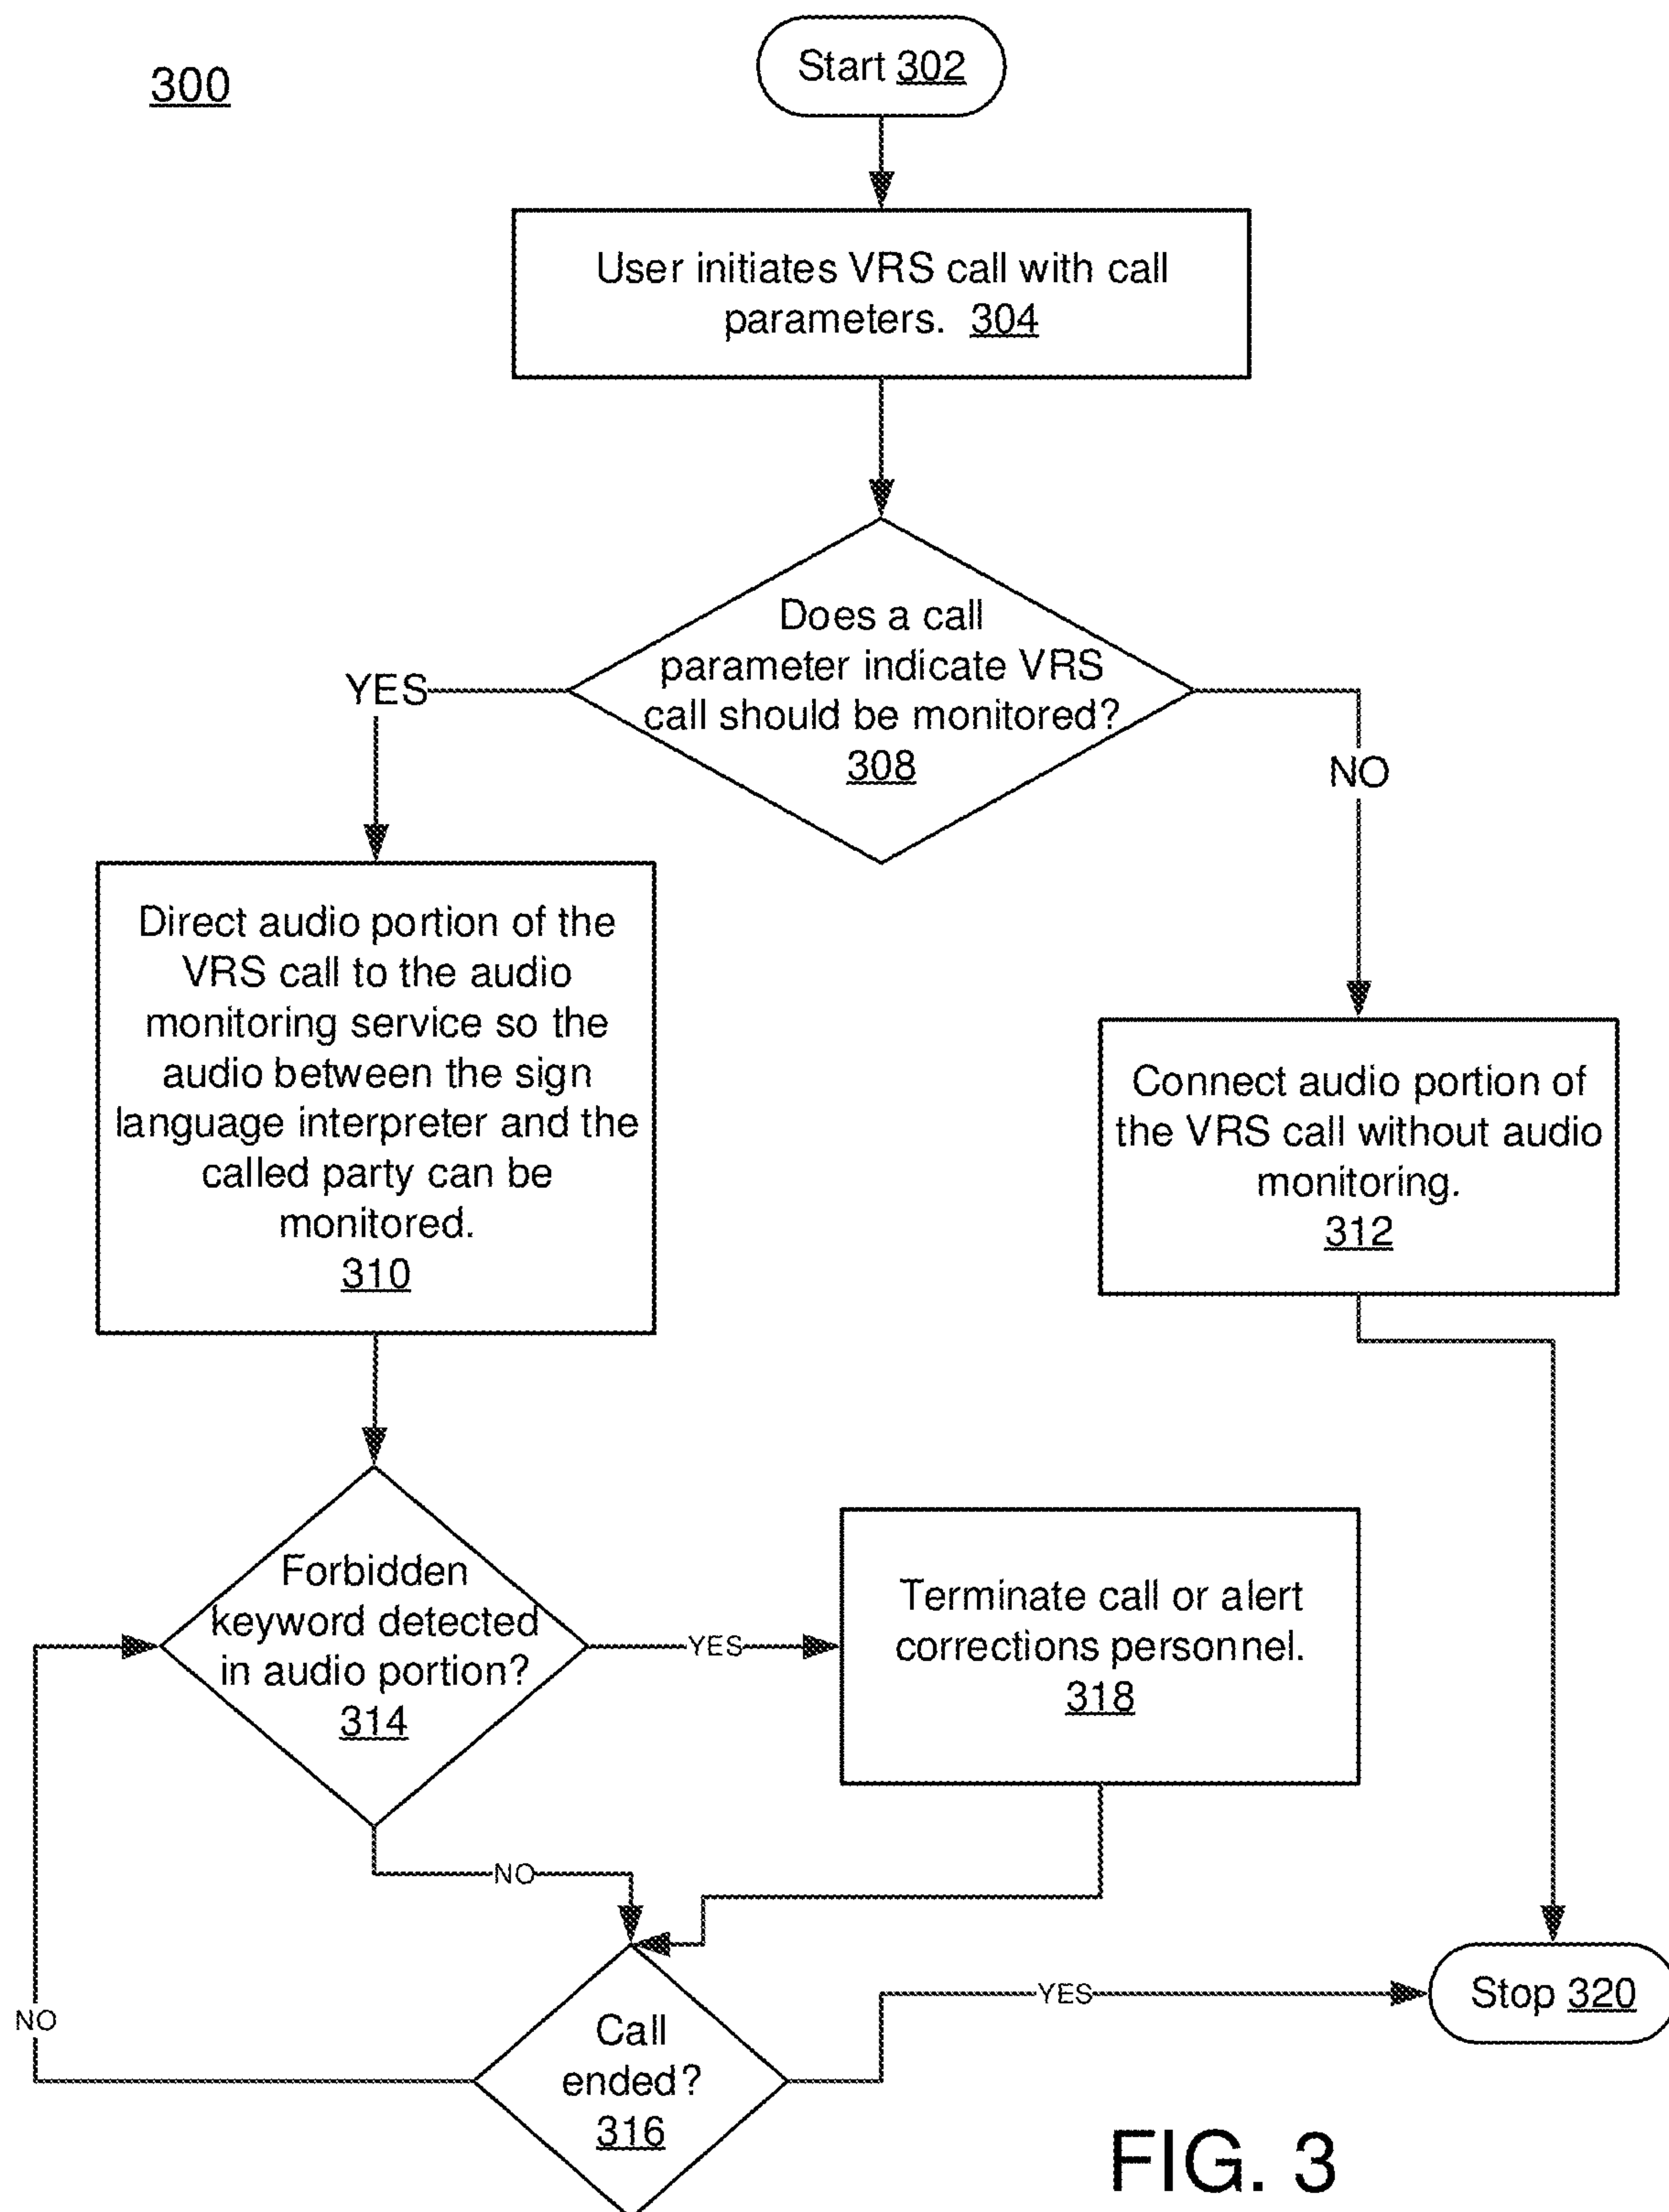 300
Start 302
User initiates VRS call with call
parameters. 304
Does a call
parameter indicate VRS
call should be monitored?
308
YES
NO
Direct audio portion of the
VRS call to the audio
monitoring service so the
audio between the sign
language interpreter and the
called party can be
monitored.
310
Connect audio portion of
the VRS call without audio
monitoring.
312
Forbidden
keyword detected
in audio portion?
314
YES
Terminate call or alert
corrections personnel.
318
NO
Call
ended?
316
NO
YES
Stop 320
FIG. 3